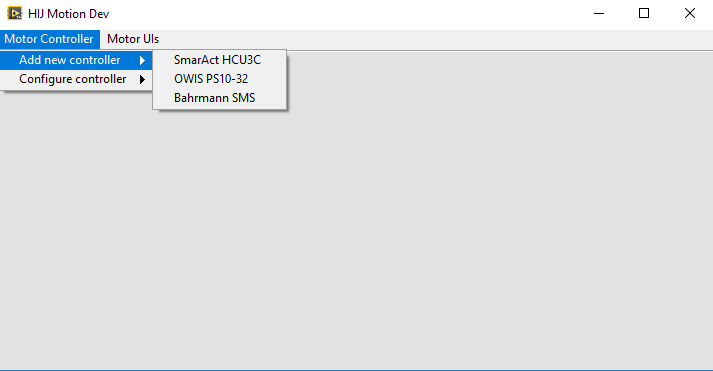 HIJ Motion Dev
Motor Controller Motor UIs
Add new controller SmarAct HCU3C
Configure controller OWIS PS10-32
Bahrmann SMS